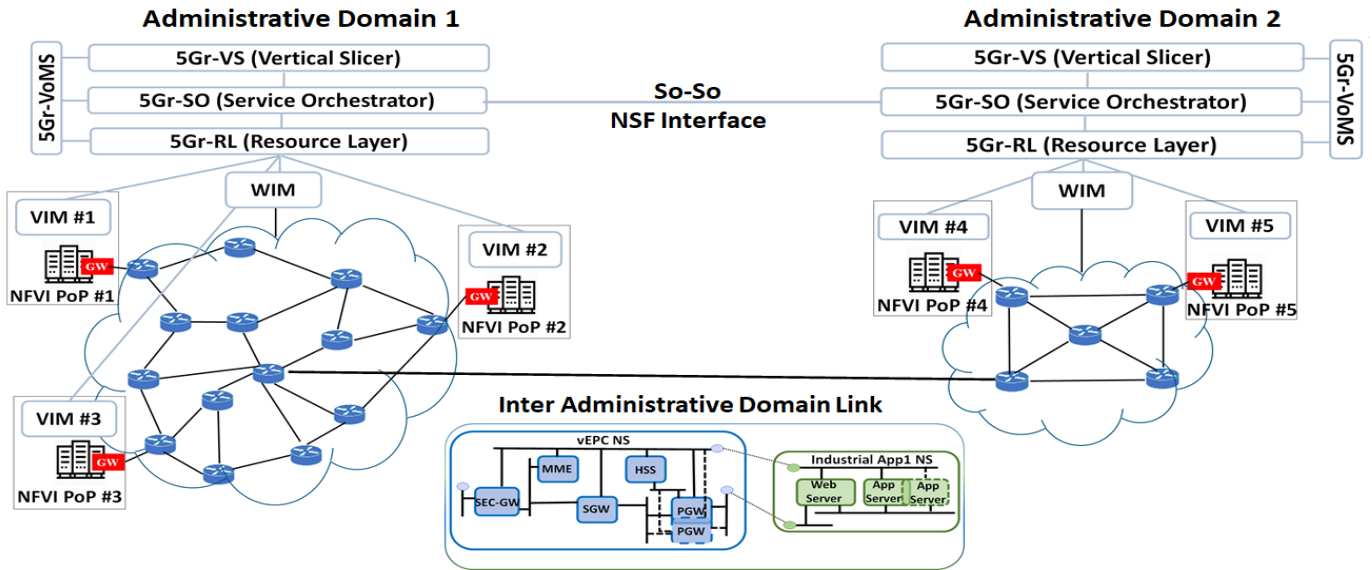 Administrative Domain 1
Administrative Domain 2
5Gr-VoMS
5Gr-VS (Vertical Slicer)
5Gr-SO (Service Orchestrator)
5Gr-RL (Resource Layer)
So-So
NSF Interface
5Gr-VS (Vertical Slicer)
5Gr-SO (Service Orchestrator)
5Gr-RL (Resource Layer)
5Gr-VoMS
WIM
WIM
VIM #1
GW
NFVI PoP #1
VIM #2
GW
NFVI PoP #2
VIM #4
GW
NFVI PoP #4
VIM #5
GW
NFVI PoP #5
VIM #3
GW
NFVI PoP #3
Inter Administrative Domain Link
vEPC NS
MME
HSS
SEC-GW
SGW
PGW
PGW
Industrial App1 NS
Web
Server
App
Server
App
Server